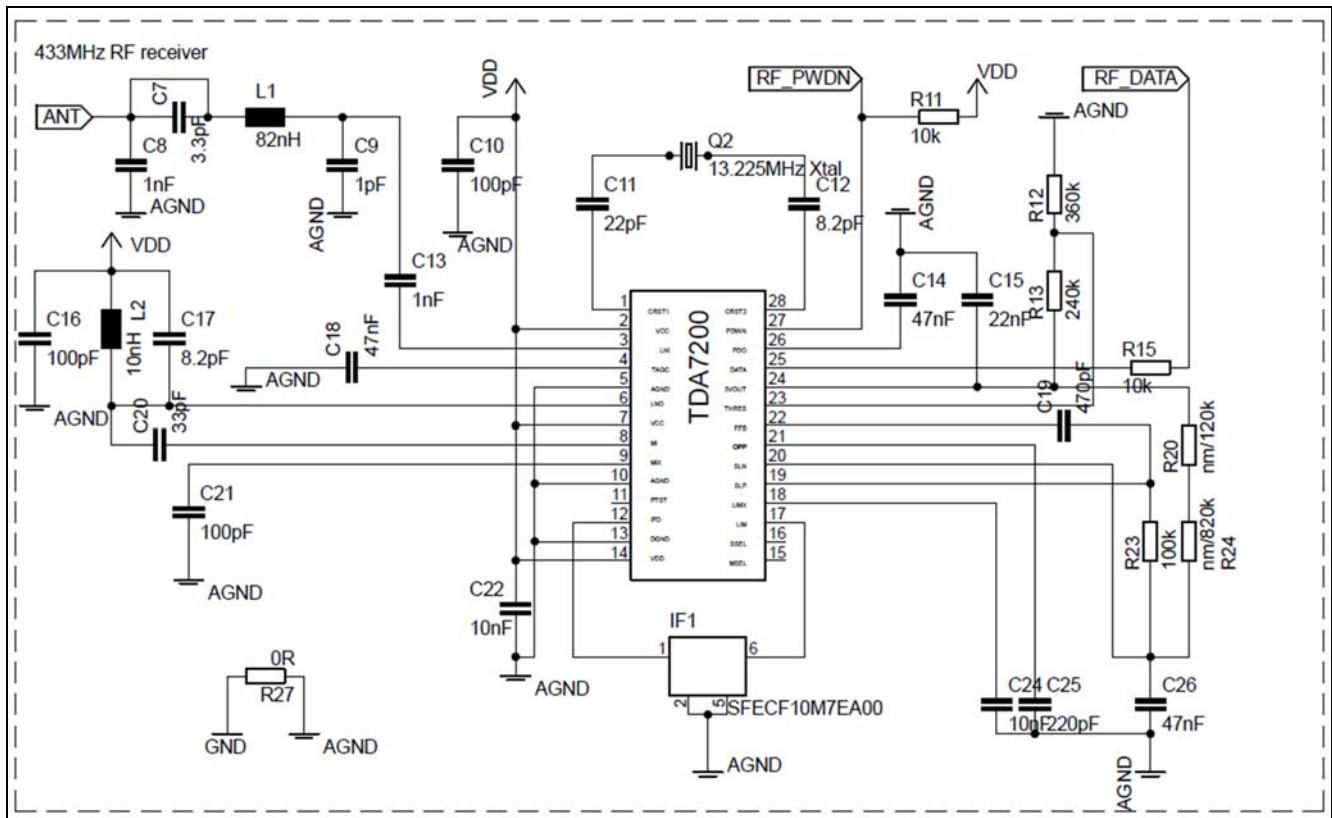 433MHz RF receiver
ANT
C7
3.3pF
L1
82nH
C8
1nF
AGND
C9
1pF
AGND
VDD
C10
100pF
AGND
Q2
13.225MHz Xtal
C11
22pF
C12
8.2pF
RF_PWDN
R11
10k
VDD
RF_DATA
AGND
R12
360k
R13
240k
AGND
C14
47nF
C15
22nF
R15
10k
VDD
C16
100pF
L2
10nH
C17
8.2pF
AGND
C13
1nF
C18
47nF
AGND
C20
33pF
C21
100pF
AGND
TDA7200
1 CRST1
2 VCC
3 LNI
4 TAGC
5 AGND
6 LNO
7 VCC
8 MI
9 MIX
10 AGND
11 PTST
12 IFO
13 DGND
14 VDD
28 CRST2
27 PDWN
26 PDO
25 DATA
24 3VOUT
23 THRES
22 FFB
21 OPP
20 SLN
19 SLP
18 LIMX
17 LIM
16 SSEL
15 MSEL
C19
470pF
R20
nm/120k
R23
100k
nm/820k
R24
C22
10nF
AGND
IF1
1
6
2
5
SFECF10M7EA00
AGND
C24
10nF
C25
220pF
C26
47nF
AGND
0R
R27
GND
AGND